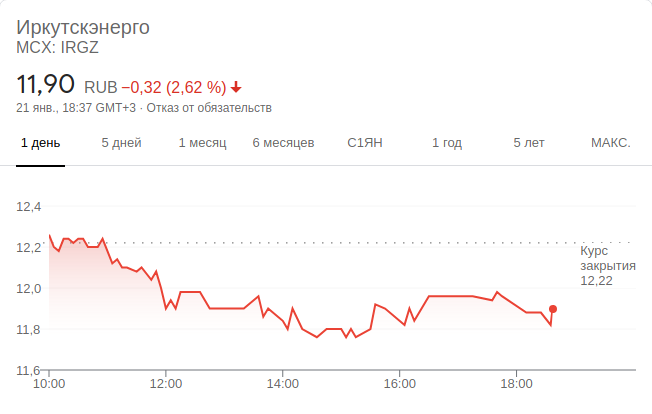 Иркутскэнерго
MCX: IRGZ
11,90 RUB −0,32 (2,62 %)
21 янв., 18:37 GMT+3 · Отказ от обязательств
1 день 5 дней 1 месяц 6 месяцев С1ЯН 1 год 5 лет МАКС.
12,4
12,2
Курс
закрытия
12,22
12,0
11,8
11,6
10:00 12:00 14:00 16:00 18:00